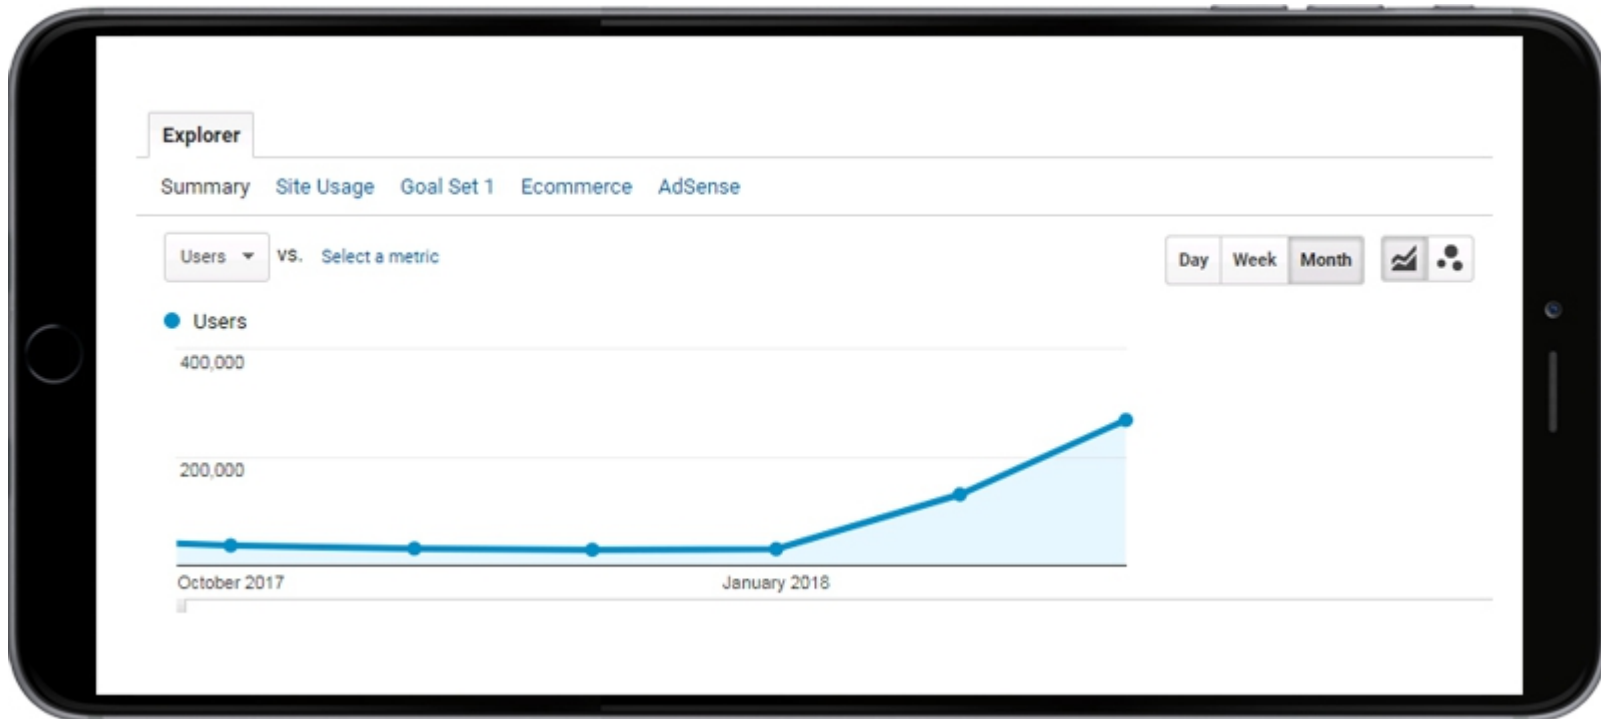 Explorer
Summary Site Usage Goal Set 1 Ecommerce AdSense
Users vs. Select a metric Day Week Month
Users
400,000
200,000
October 2017 January 2018